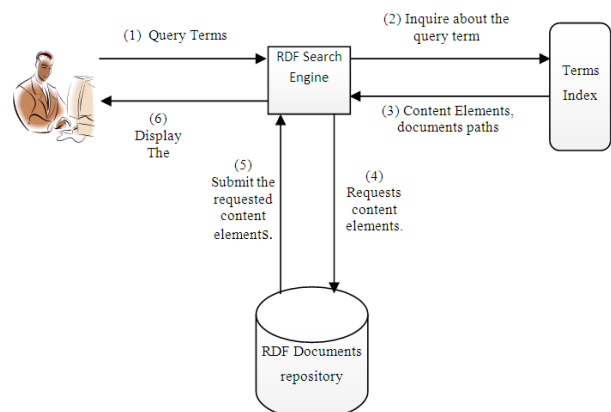 (1) Query Terms
RDF Search
Engine
(2) Inquire about the
query term
Terms
Index
(3) Content Elements,
documents paths
(6)
Display
The
(5)
Submit the
requested
content
elements.
(4)
Requests
content
elements.
RDF Documents
repository